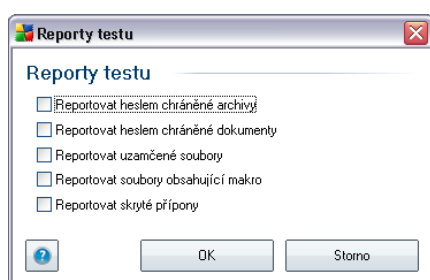 Reporty testu
Reporty testu
Reportovat heslem chráněné archivy
Reportovat heslem chráněné dokumenty
Reportovat uzamčené soubory
Reportovat soubory obsahující makro
Reportovat skryté přípony
?
OK
Storno